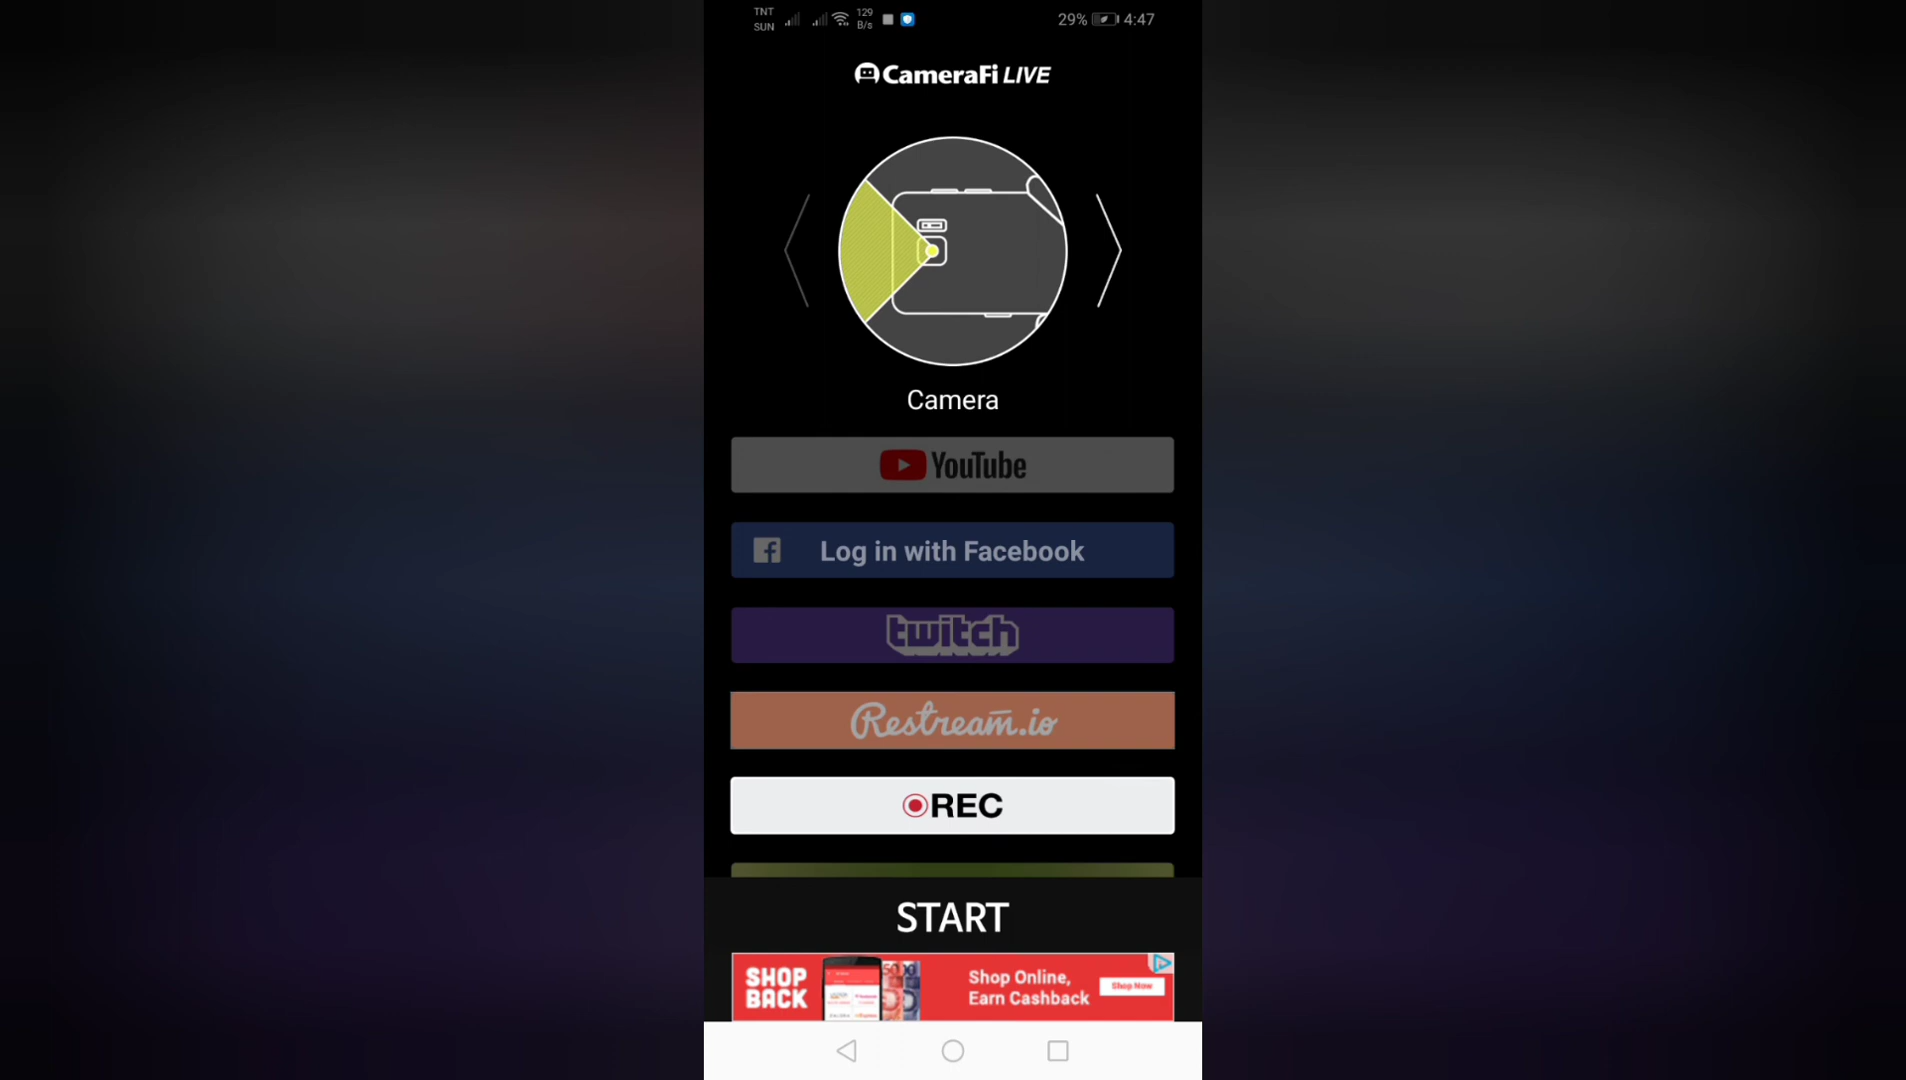 TNT
SUN
129
B/s
29%
4:47
CameraFi LIVE
Camera
YouTube
Log in with Facebook
twitch
Restream.io
REC
START
SHOP
BACK
Shop Online,
Earn Cashback
Shop Now